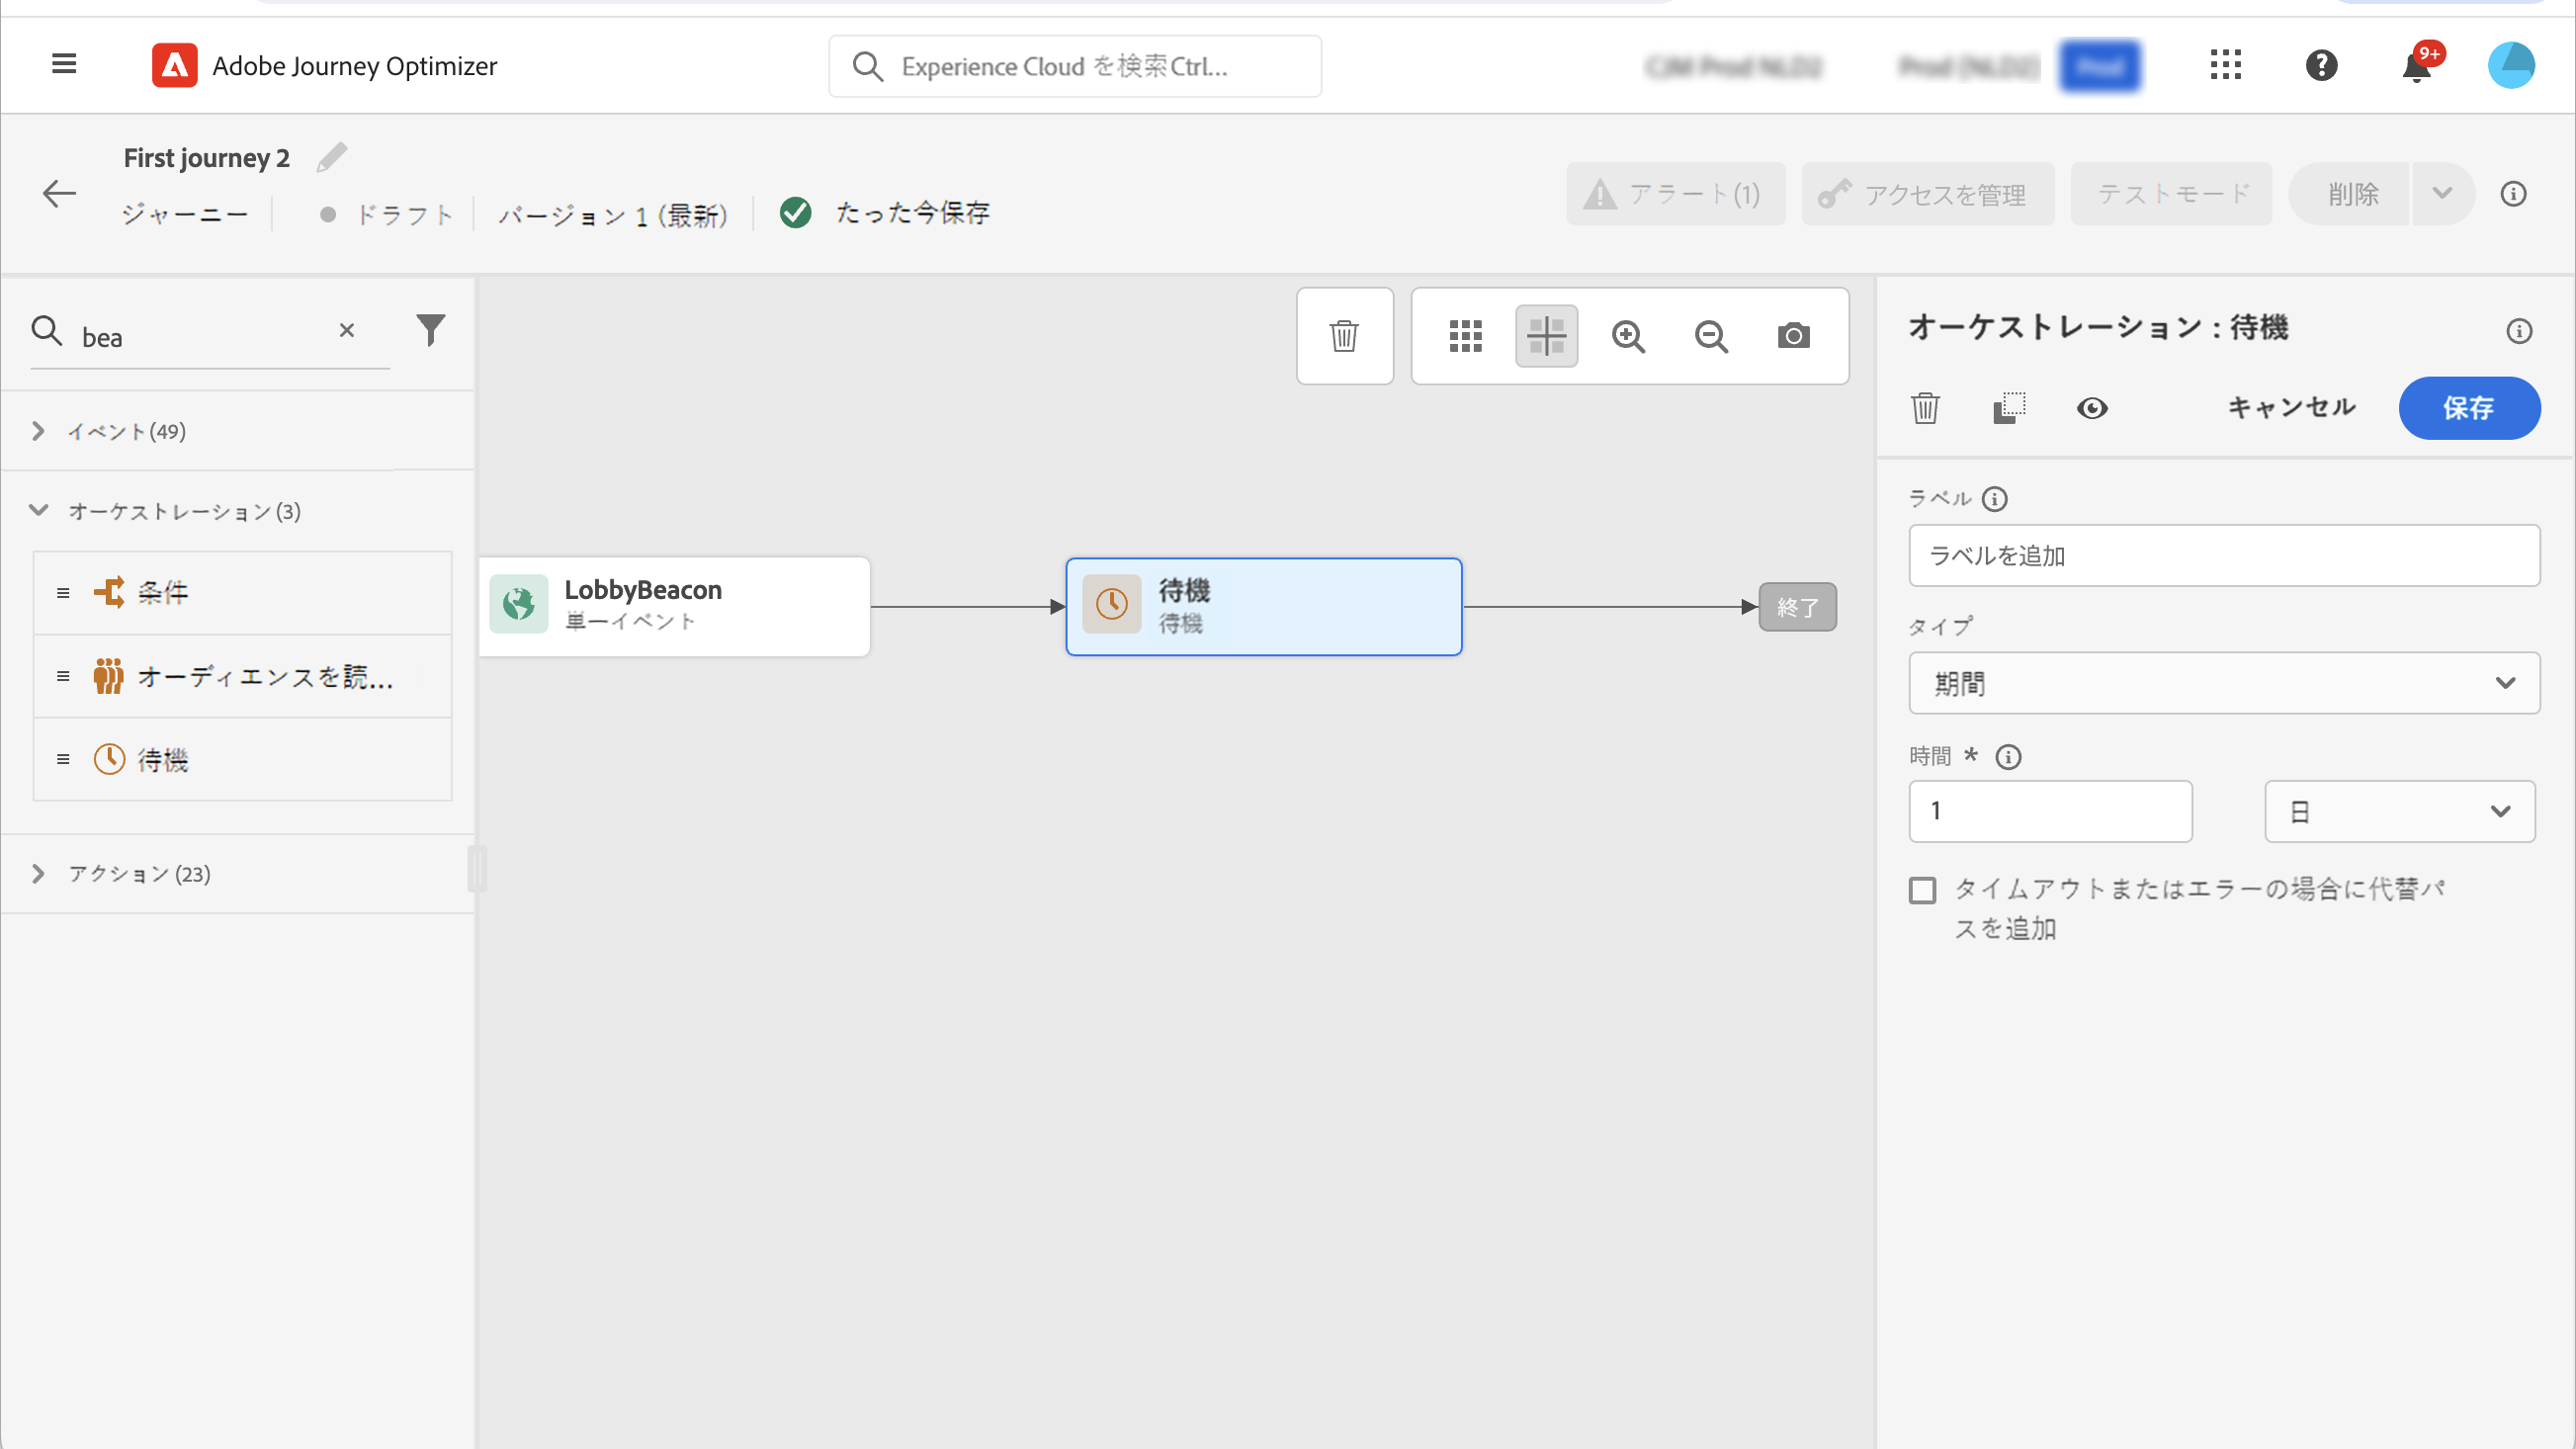 Adobe Journey Optimizer
Experience Cloud を検索Ctrl...
9+
First journey 2
ジャーニー
ドラフト
バージョン 1 (最新)
たった今保存
アラート(1)
アクセスを管理
テストモード
削除
bea
イベント(49)
オーケストレーション(3)
条件
オーディエンスを読...
待機
アクション(23)
LobbyBeacon
単一イベント
待機
待機
終了
オーケストレーション : 待機
キャンセル
保存
ラベル
ラベルを追加
タイプ
期間
時間 *
1
日
タイムアウトまたはエラーの場合に代替パ
スを追加